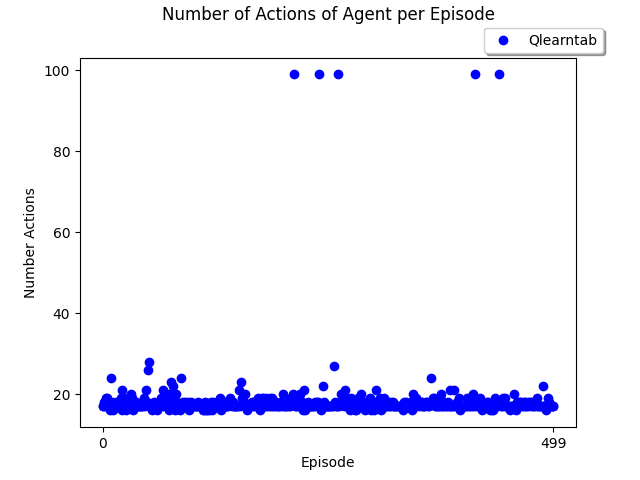 Number of Actions of Agent per Episode
Qlearntab
100
80
60
40
20
Number Actions
0
499
Episode